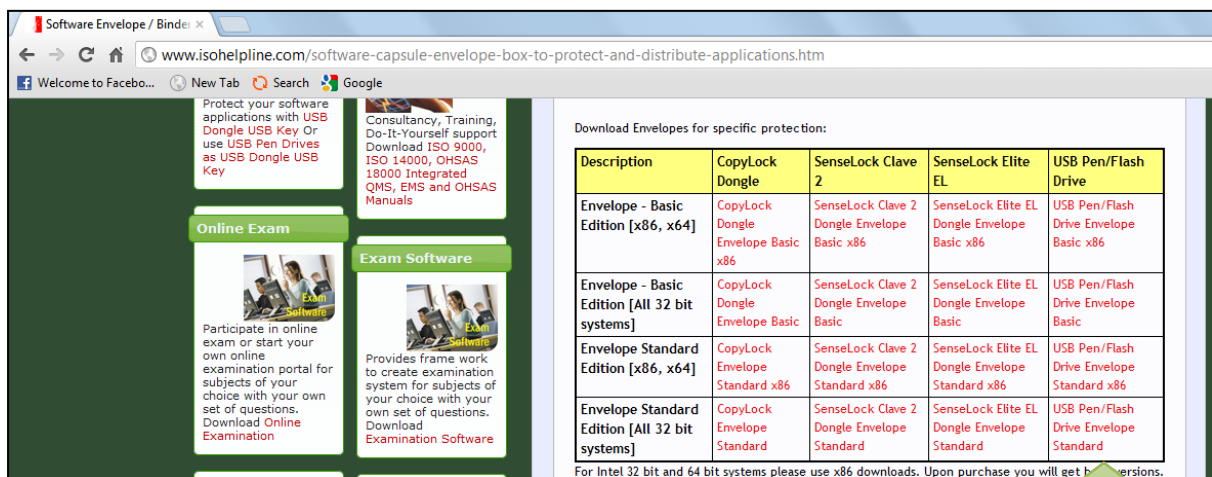 Software Envelope / Binder
www.isohelpline.com/software-capsule-envelope-box-to-protect-and-distribute-applications.htm
Welcome to Facebo... New Tab Search Google
Protect your software
applications with USB
Dongle USB Key Or
use USB Pen Drives
as USB Dongle USB
Key
Online Exam
Exam
Software
Participate in online
exam or start your
own online
examination portal for
subjects of your
choice with your own
set of questions.
Download Online
Examination
Consultancy, Training,
Do-It-Yourself support
Download ISO 9000,
ISO 14000, OHSAS
18000 Integrated
QMS, EMS and OHSAS
Manuals
Exam Software
Exam
Software
Provides frame work
to create examination
system for subjects of
your choice with your
own set of questions.
Download
Examination Software
Download Envelopes for specific protection:
Description
CopyLock
Dongle
SenseLock Clave
2
SenseLock Elite
EL
USB Pen/Flash
Drive
Envelope - Basic
Edition [x86, x64]
CopyLock
Dongle
Envelope Basic
x86
SenseLock Clave 2
Dongle Envelope
Basic x86
SenseLock Elite EL
Dongle Envelope
Basic x86
USB Pen/Flash
Drive Envelope
Basic x86
Envelope - Basic
Edition [All 32 bit
systems]
CopyLock
Dongle
Envelope Basic
SenseLock Clave 2
Dongle Envelope
Basic
SenseLock Elite EL
Dongle Envelope
Basic
USB Pen/Flash
Drive Envelope
Basic
Envelope Standard
Edition [x86, x64]
CopyLock
Envelope
Standard x86
SenseLock Clave 2
Dongle Envelope
Standard x86
SenseLock Elite EL
Dongle Envelope
Standard x86
USB Pen/Flash
Drive Envelope
Standard x86
Envelope Standard
Edition [All 32 bit
systems]
CopyLock
Envelope
Standard
SenseLock Clave 2
Dongle Envelope
Standard
SenseLock Elite EL
Dongle Envelope
Standard
USB Pen/Flash
Drive Envelope
Standard
For Intel 32 bit and 64 bit systems please use x86 downloads. Upon purchase you will get